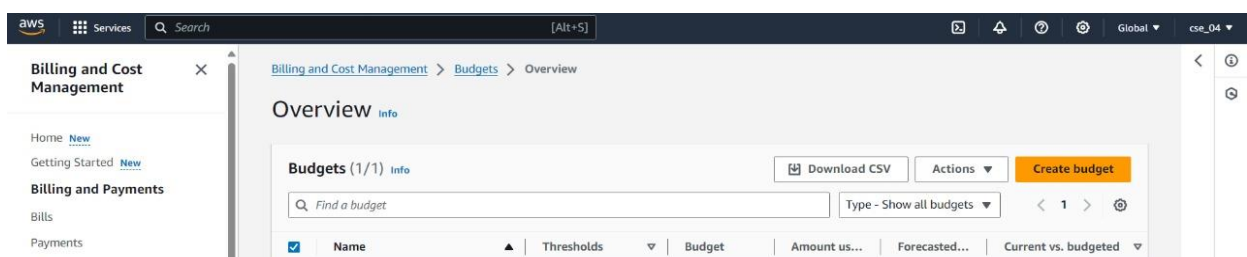 aws Services Search [Alt+S] Global ▼ cse_04 ▼
Billing and Cost Management
Home New
Getting Started New
Billing and Payments
Bills
Payments
Billing and Cost Management > Budgets > Overview
Overview Info
Budgets (1/1) Info Download CSV Actions ▼ Create budget
Find a budget Type - Show all budgets ▼ < 1 >
Name ▲ Thresholds ▽ Budget Amount us... Forecasted... Current vs. budgeted ▽